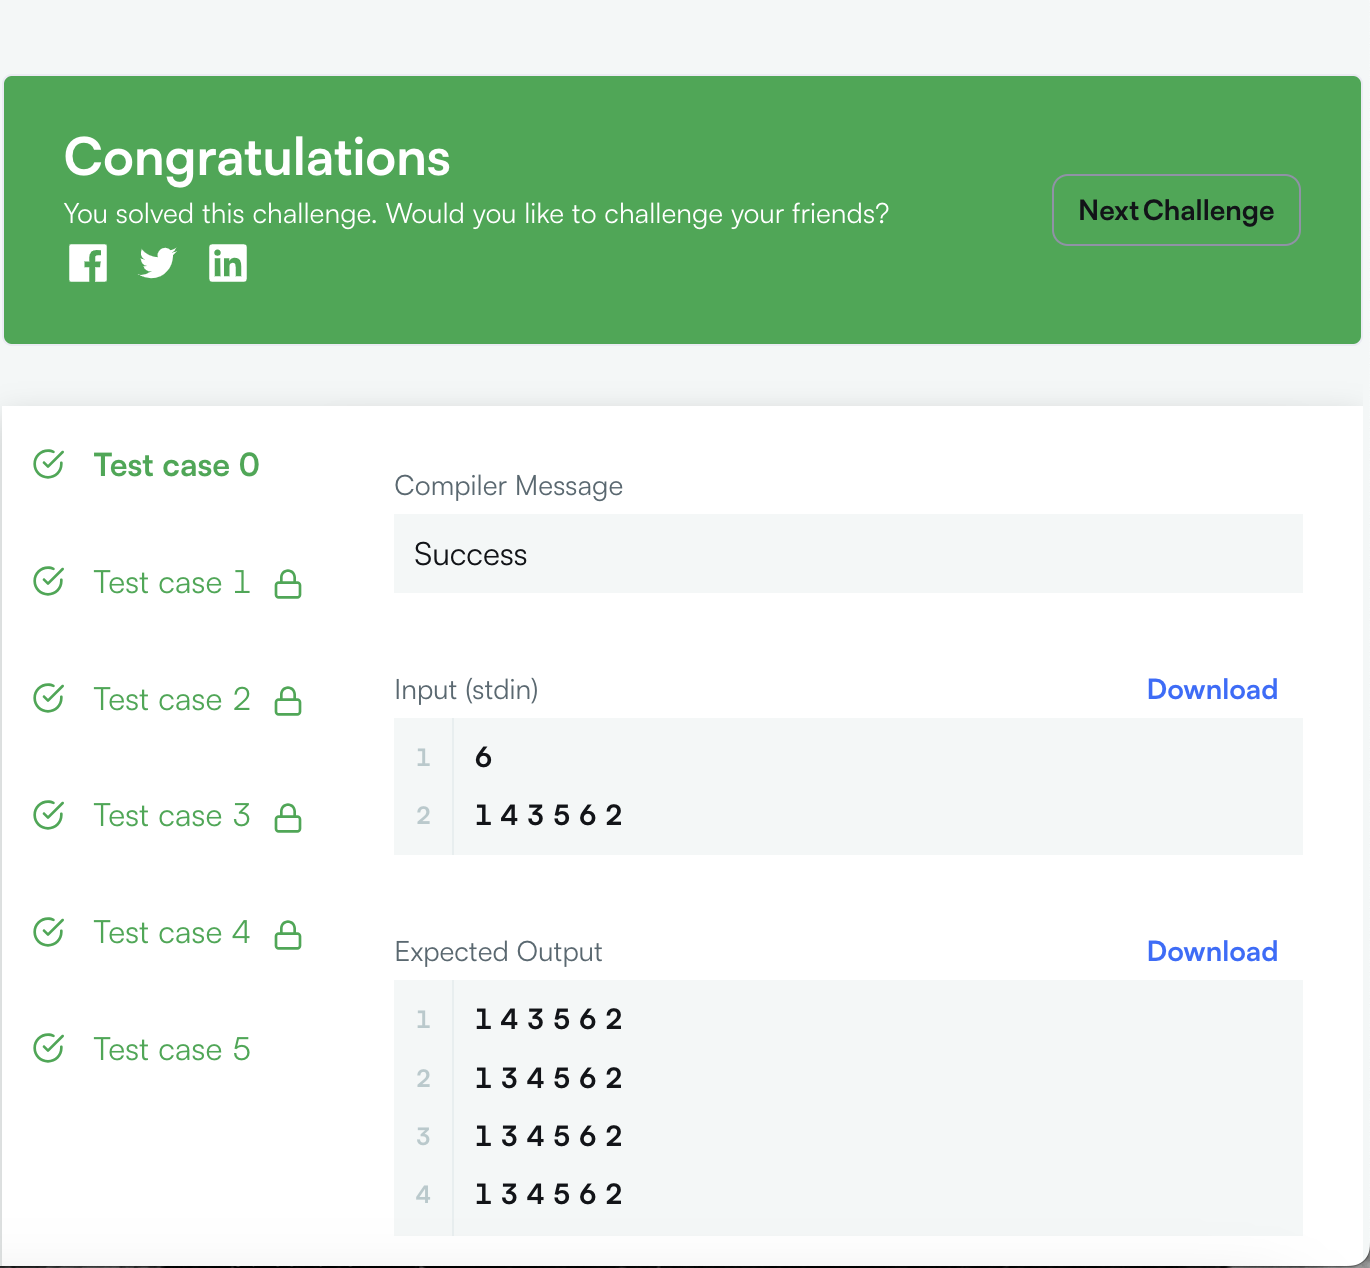 Congratulations
You solved this challenge. Would you like to challenge your friends?
Next Challenge
Test case 0
Test case 1
Test case 2
Test case 3
Test case 4
Test case 5
Compiler Message
Success
Input (stdin)
Download
1 6
2 1 4 3 5 6 2
Expected Output
Download
1 1 4 3 5 6 2
2 1 3 4 5 6 2
3 1 3 4 5 6 2
4 1 3 4 5 6 2